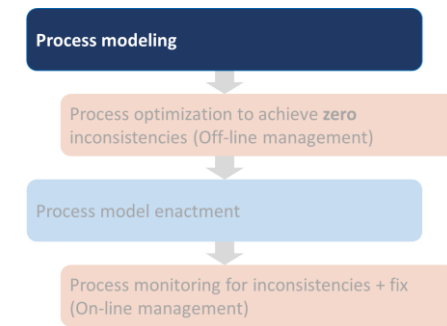 Process modeling
Process optimization to achieve zero
inconsistencies (Off-line management)
Process model enactment
Process monitoring for inconsistencies + fix
(On-line management)